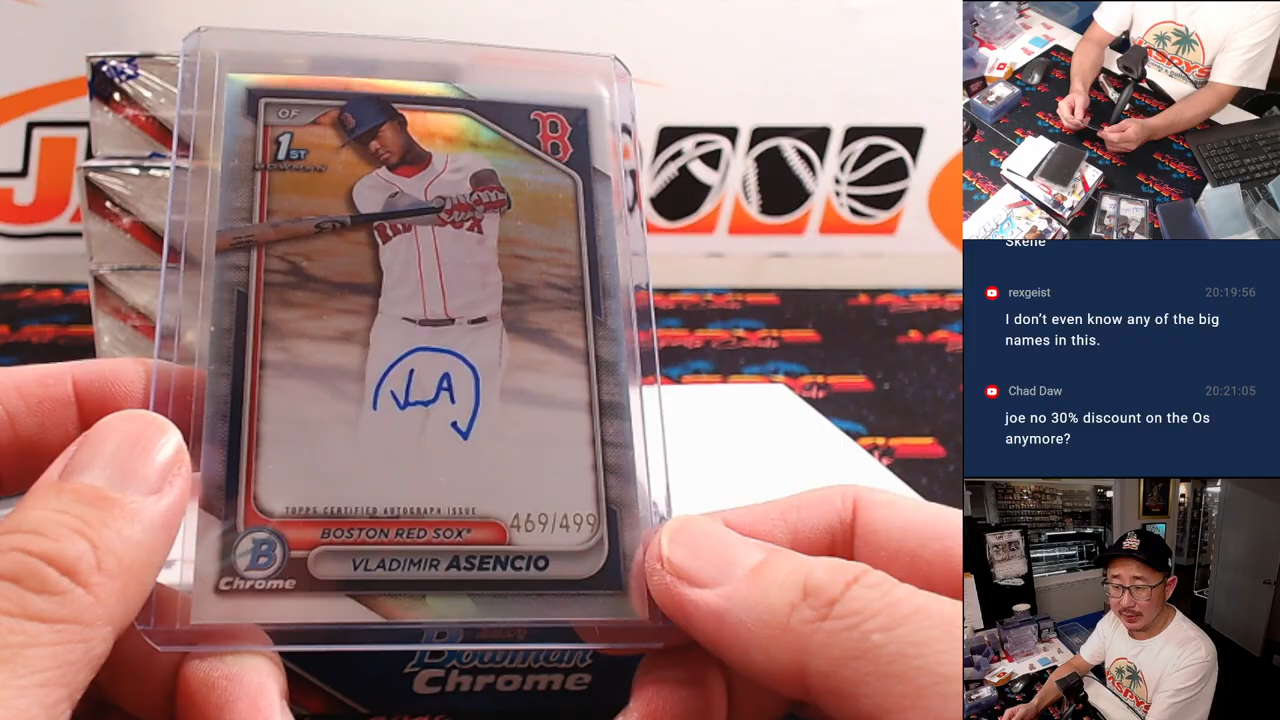 OF
1ST
BOWMAN
B
VLA
TOPPS CERTIFIED AUTOGRAPH ISSUE
BOSTON RED SOX®
469/499
VLADIMIR ASENCIO
B
Chrome
Bowman
Chrome
JASPYS
Skene
rexgeist
20:19:56
I don't even know any of the big
names in this.
Chad Daw
20:21:05
joe no 30% discount on the Os
anymore?